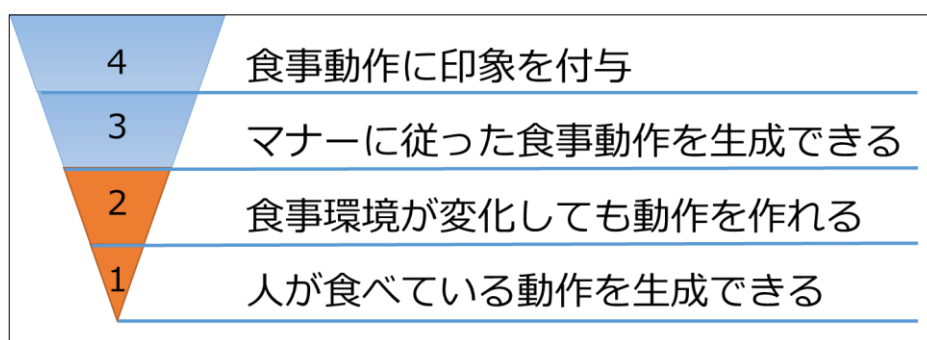 4 食事動作に印象を付与
3 マナーに従った食事動作を生成できる
2 食事環境が変化しても動作を作れる
1 人が食べている動作を生成できる